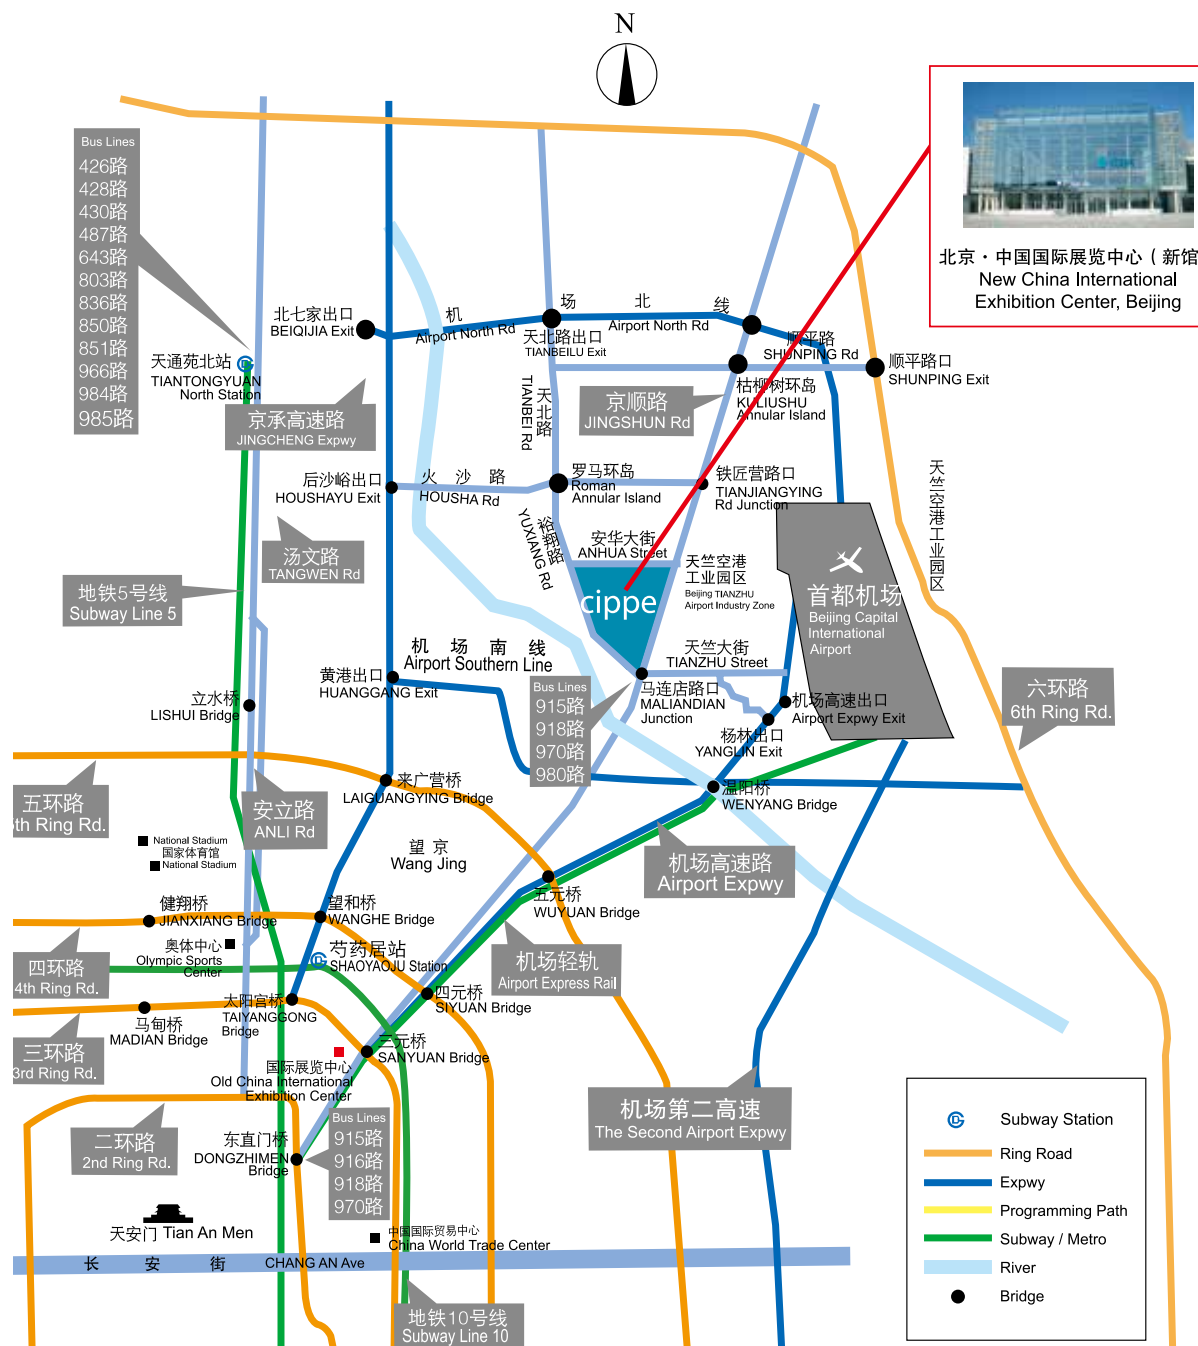 N
Bus Lines
426路
428路
430路
487路
643路
803路
836路
850路
851路
966路
984路
985路
北京·中国国际展览中心（新馆
New China International
Exhibition Center, Beijing
北七家出口
BEIQIJIA Exit
机 场 北 线
Airport North Rd
Airport North Rd
天北路出口
TIANBEILU Exit
顺平路
SHUNPING Rd
顺平路口
SHUNPING Exit
天通苑北站
TIANTONGYUAN
North Station
京承高速路
JINGCHENG Expwy
天北路
TIANBEI Rd
京顺路
JINGSHUN Rd
枯柳树环岛
KULIUSHU
Annular Island
后沙峪出口
HOUSHAYU Exit
火 沙 路
HOUSHA Rd
罗马环岛
Roman
Annular Island
铁匠营路口
TIANJIANGYING
Rd Junction
天竺空港工业园区
裕翔路
YUXIANG Rd
安华大街
ANHUA Street
汤文路
TANGWEN Rd
天竺空港
工业园区
Beijing TIANZHU
Airport Industry Zone
地铁5号线
Subway Line 5
cippe
首都机场
Beijing Capital
International
Airport
机 场 南 线
Airport Southern Line
天竺大街
TIANZHU Street
黄港出口
HUANGGANG Exit
Bus Lines
915路
918路
970路
980路
马连店路口
MALIANDIAN
Junction
机场高速出口
Airport Expwy Exit
六环路
6th Ring Rd.
立水桥
LISHUI Bridge
杨林出口
YANGLIN Exit
来广营桥
LAIGUANGYING Bridge
温阳桥
WENYANG Bridge
五环路
th Ring Rd.
安立路
ANLI Rd
National Stadium
国家体育馆
National Stadium
望 京
Wang Jing
机场高速路
Airport Expwy
五元桥
WUYUAN Bridge
健翔桥
JIANXIANG Bridge
望和桥
WANGHE Bridge
奥体中心
Olympic Sports
Center
芍药居站
SHAOYAOJU Station
机场轻轨
Airport Express Rail
四环路
4th Ring Rd.
太阳宫桥
TAIYANGGONG
Bridge
四元桥
SIYUAN Bridge
马甸桥
MADIAN Bridge
三环路
3rd Ring Rd.
三元桥
SANYUAN Bridge
国际展览中心
Old China International
Exhibition Center
机场第二高速
The Second Airport Expwy
二环路
2nd Ring Rd.
东直门桥
DONGZHIMEN
Bridge
Bus Lines
915路
916路
918路
970路
天安门 Tian An Men
中国国际贸易中心
China World Trade Center
长 安 街 CHANG AN Ave
地铁10号线
Subway Line 10
Subway Station
Ring Road
Expwy
Programming Path
Subway / Metro
River
Bridge